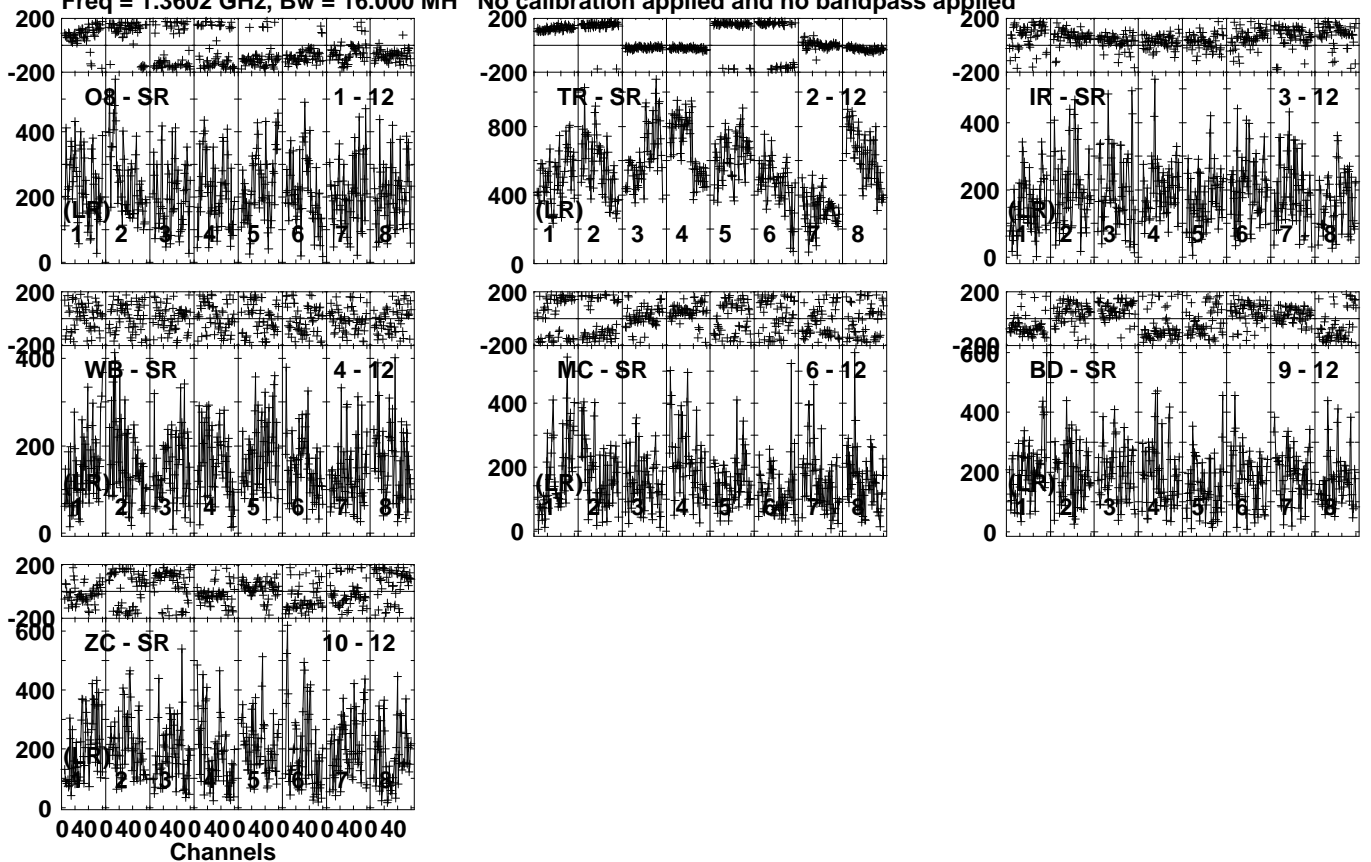 Freq = 1.3602 GHz, Bw = 16.000 MH No calibration applied and no bandpass applied
200
-200
O8 - SR 1 - 12
400
200
0
(LR)
1 2 3 4 5 6 7 8
TR - SR 2 - 12
200
-200
800
400
0
(LR)
1 2 3 4 5 6 7 8
IR - SR 3 - 12
200
-200
400
200
0
(LR)
1 2 3 4 5 6 7 8
WB - SR 4 - 12
200
-200
400
200
0
(LR)
1 2 3 4 5 6 7 8
MC - SR 6 - 12
200
-200
400
200
0
(LR)
1 2 3 4 5 6 7 8
BD - SR 9 - 12
200
-200
600
400
200
0
(LR)
1 2 3 4 5 6 7 8
ZC - SR 10 - 12
200
-200
600
400
200
0
(LR)
1 2 3 4 5 6 7 8
0 40 0 40 0 40 0 40 0 40 0 40 0 40 0 40
Channels